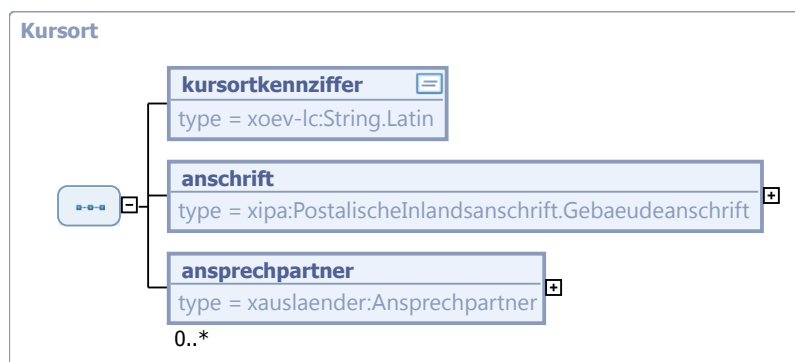 Kursort
kursortkennziffer
type = xoev-lc:String.Latin
anschrift
type = xipa:PostalischeInlandsanschrift.Gebaeudeanschrift
ansprechpartner
type = xauslaender:Ansprechpartner
0..*